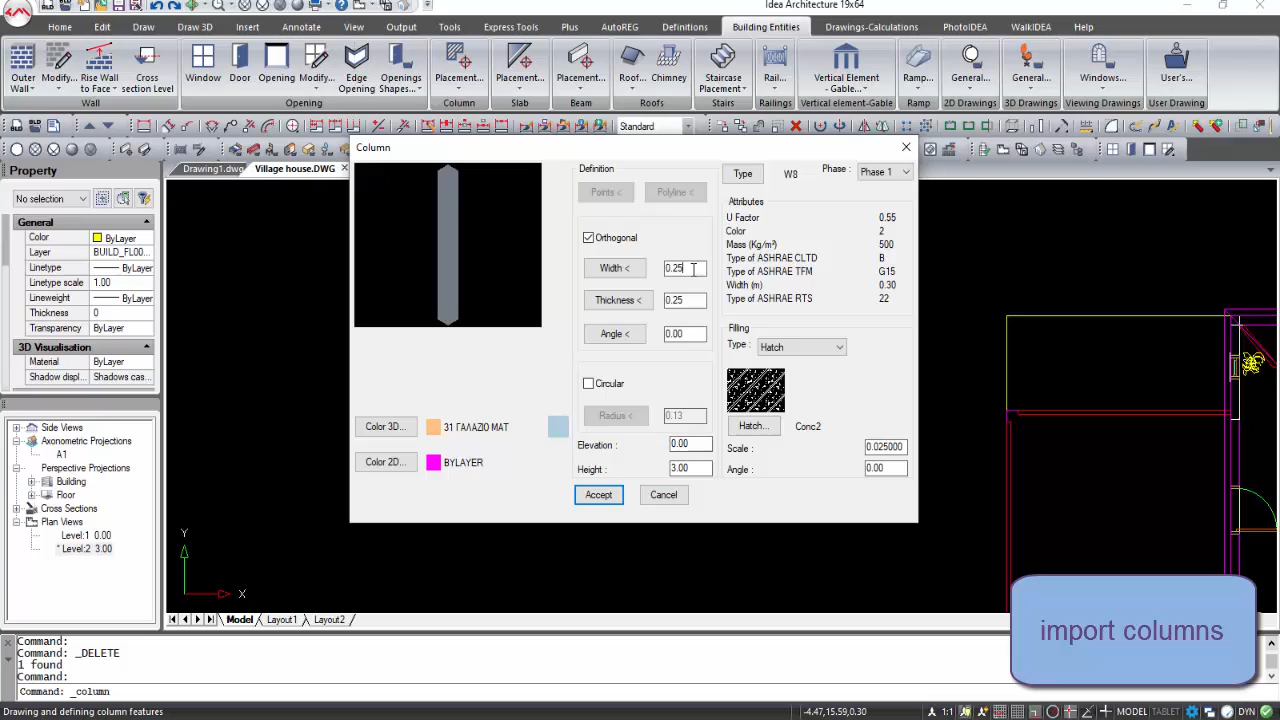 Idea Architecture 19x64
Home Edit Draw Draw 3D Insert Annotate View Output Tools Express Tools Plus AutoREG Definitions Building Entities Drawings-Calculations PhotoIDEA WalkIDEA Help
Outer Wall Modify... Rise Wall to Face Cross section Level Window Door Opening Modify... Edge Opening Openings Shapes... Placement... Placement... Placement... Roof... Chimney Staircase Placement Rail... Vertical Element -Gable... Ramp... General... General... Windows... User's...
Wall Opening Column Slab Beam Roofs Stairs Railings Vertical element-Gable Ramp 2D Drawings 3D Drawings Viewing Drawings User Drawing
Standard
Property
No selection
General
Color ByLayer
Layer BUILD_FLO0...
Linetype ByLayer
Linetype scale 1.00
Lineweight ByLayer
Thickness 0
Transparency ByLayer
3D Visualisation
Material ByLayer
Shadow displ... Shadows cas...
Side Views
Axonometric Projections
A1
Perspective Projections
Building
Floor
Cross Sections
Plan Views
Level:1 0.00
* Level:2 3.00
Drawing1.dwg Village house.DWG
Column
Definition
Points < Polyline <
Orthogonal
Width < 0.25
Thickness < 0.25
Angle < 0.00
Circular
Radius < 0.13
Elevation : 0.00
Height : 3.00
Color 3D... 31 ΓΑΛΑΖΙΟ ΜΑΤ
Color 2D... BYLAYER
Accept Cancel
Type W8 Phase : Phase 1
Attributes
U Factor 0.55
Color 2
Mass (Kg/m³) 500
Type of ASHRAE CLTD B
Type of ASHRAE TFM G15
Width (m) 0.30
Type of ASHRAE RTS 22
Filling
Type : Hatch
Hatch... Conc2
Scale : 0.025000
Angle : 0.00
Y
X
Model Layout1 Layout2
import columns
Command:
Command: _DELETE
1 found
Command:
Command: _column
Drawing and defining column features -4.47,15.59,0.30 1:1 MODEL TABLET DYN